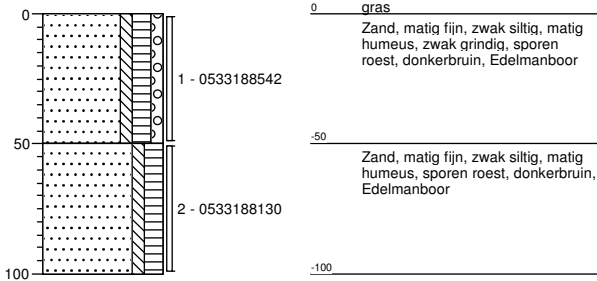 0
50
100
1 - 0533188542
2 - 0533188130
0
gras
Zand, matig fijn, zwak siltig, matig
humeus, zwak grindig, sporen
roest, donkerbruin, Edelmanboor
-50
Zand, matig fijn, zwak siltig, matig
humeus, sporen roest, donkerbruin,
Edelmanboor
-100